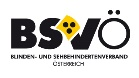 BSVÖ
BLINDEN- UND SEHBEHINDERTENVERBAND
ÖSTERREICH